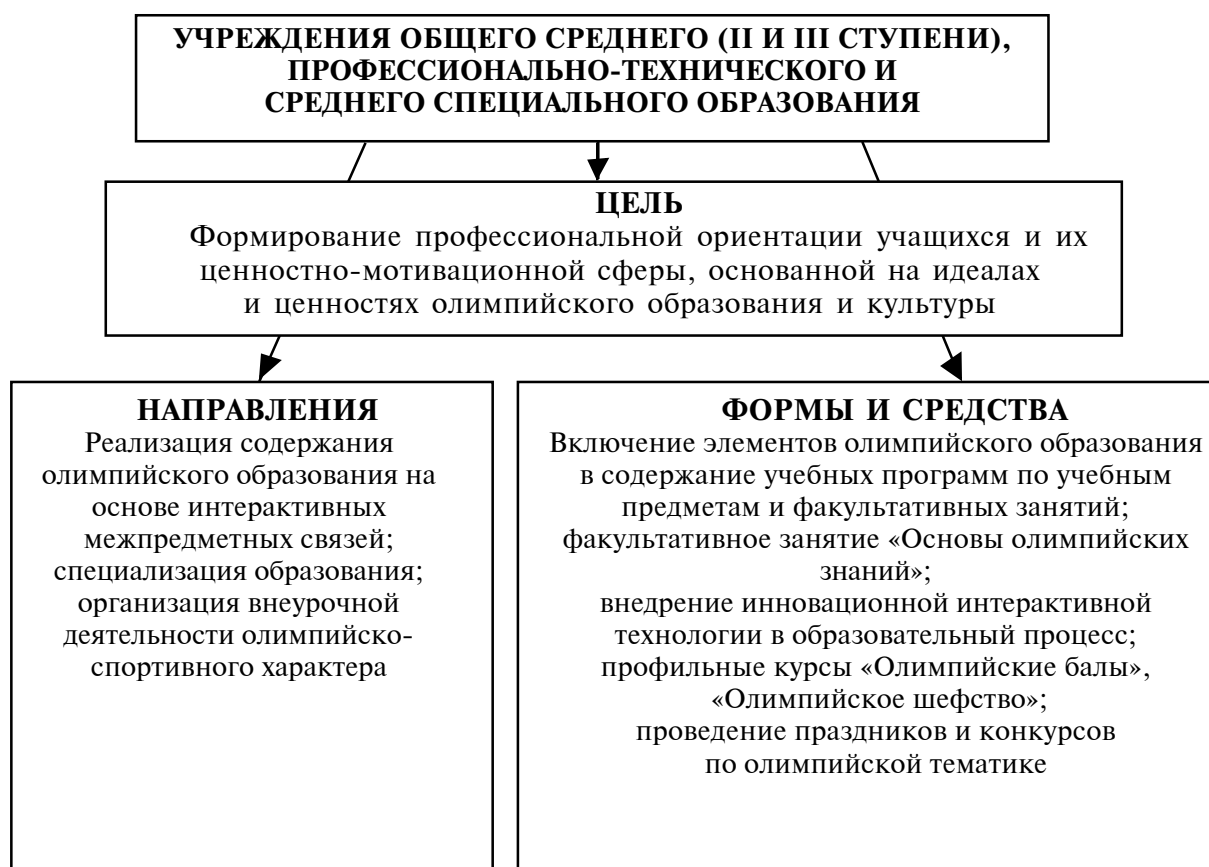 УЧРЕЖДЕНИЯ ОБЩЕГО СРЕДНЕГО (II И III СТУПЕНИ),
ПРОФЕССИОНАЛЬНО-ТЕХНИЧЕСКОГО И
СРЕДНЕГО СПЕЦИАЛЬНОГО ОБРАЗОВАНИЯ
ЦЕЛЬ
Формирование профессиональной ориентации учащихся и их
ценностно-мотивационной сферы, основанной на идеалах
и ценностях олимпийского образования и культуры
НАПРАВЛЕНИЯ
Реализация содержания
олимпийского образования на
основе интерактивных
межпредметных связей;
специализация образования;
организация внеурочной
деятельности олимпийско-
спортивного характера
ФОРМЫ И СРЕДСТВА
Включение элементов олимпийского образования
в содержание учебных программ по учебным
предметам и факультативных занятий;
факультативное занятие «Основы олимпийских
знаний»;
внедрение инновационной интерактивной
технологии в образовательный процесс;
профильные курсы «Олимпийские балы»,
«Олимпийское шефство»;
проведение праздников и конкурсов
по олимпийской тематике